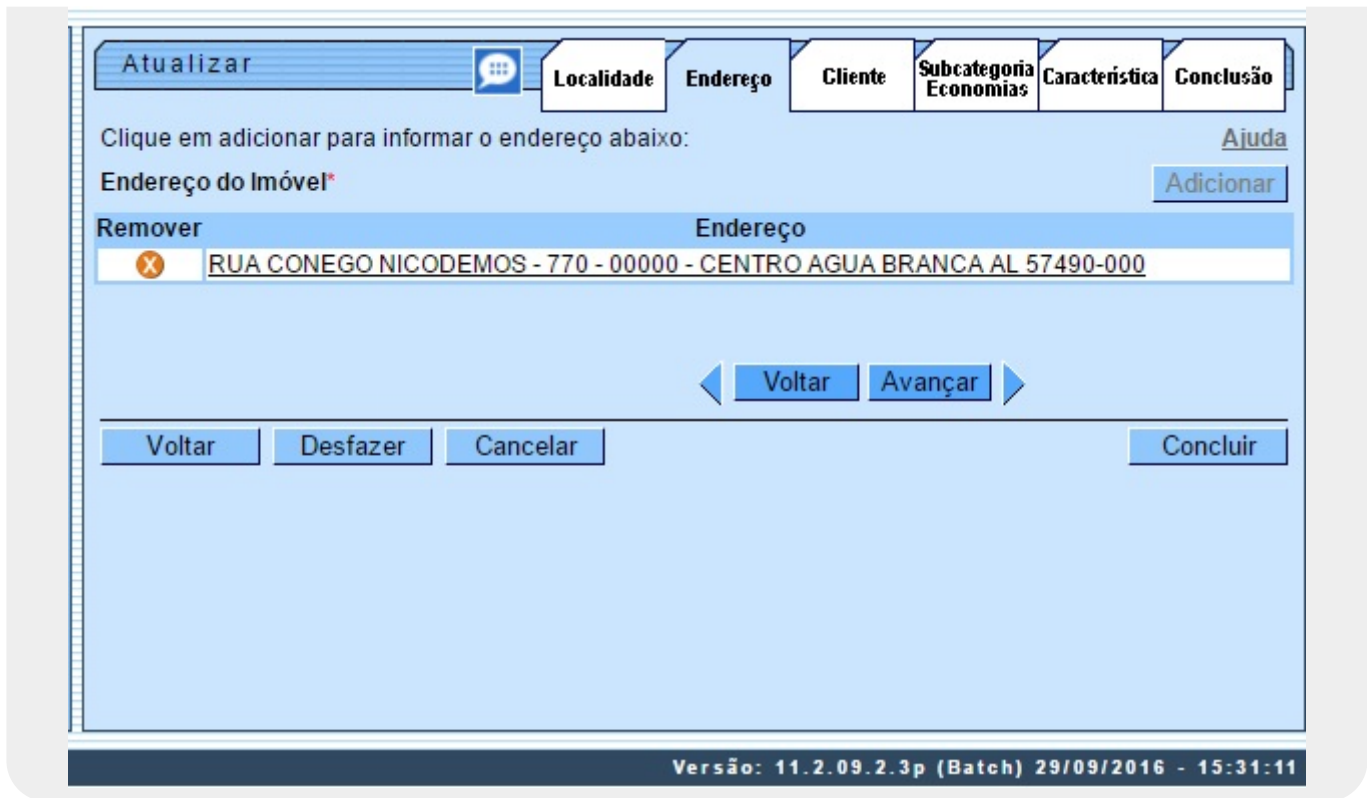 Atualizar
Localidade
Endereço
Cliente
Subcategoria
Economias
Característica
Conclusão
Clique em adicionar para informar o endereço abaixo:
Ajuda
Endereço do Imóvel*
Adicionar
Remover
Endereço
RUA CONEGO NICODEMOS - 770 - 00000 - CENTRO AGUA BRANCA AL 57490-000
Voltar
Avançar
Voltar
Desfazer
Cancelar
Concluir
Versão: 11.2.09.2.3p (Batch) 29/09/2016 - 15:31:11